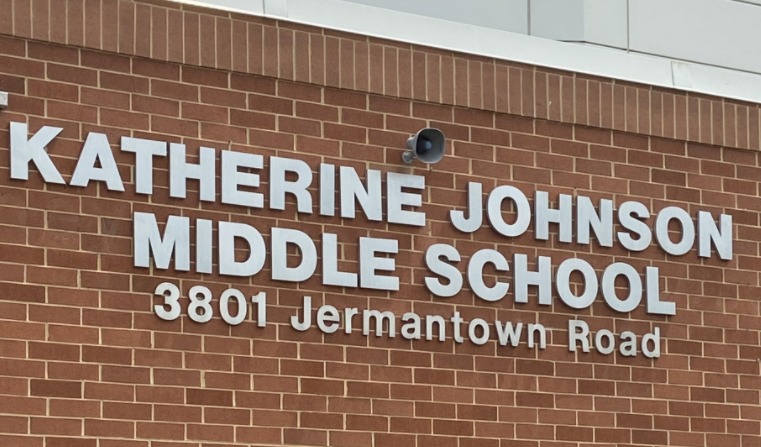 KATHERINE JOHNSON
MIDDLE SCHOOL
3801 Jermantown Road